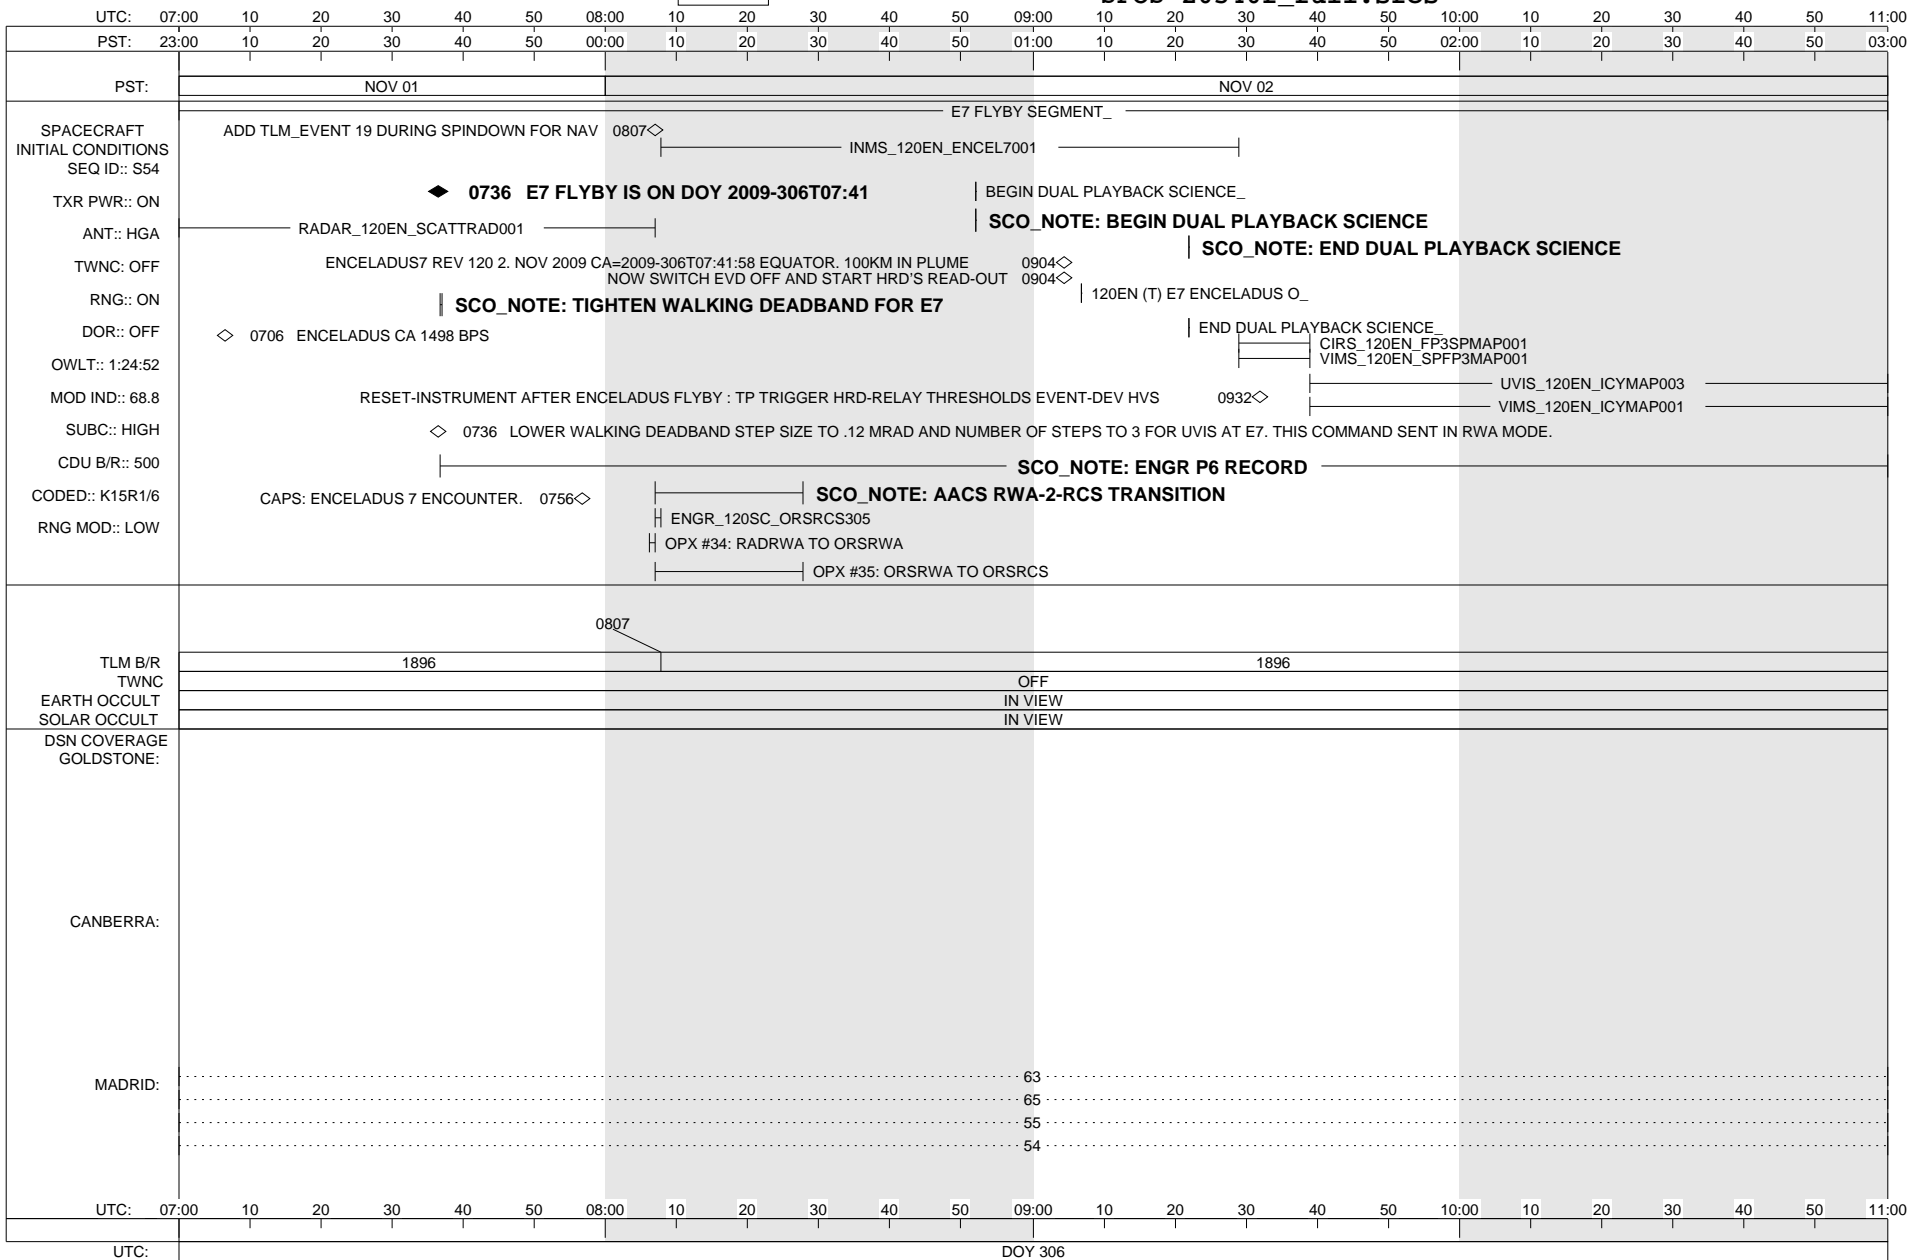 UTC: 07:00 10 20 30 40 50 08:00 10 20 30 40 50 09:00 10 20 30 40 50 10:00 10 20 30 40 50 11:00
PST: 23:00 10 20 30 40 50 00:00 10 20 30 40 50 01:00 10 20 30 40 50 02:00 10 20 30 40 50 03:00
PST: NOV 01 NOV 02
E7 FLYBY SEGMENT_
SPACECRAFT ADD TLM_EVENT 19 DURING SPINDOWN FOR NAV 0807
INITIAL CONDITIONS INMS_120EN_ENCEL7001
SEQ ID:: S54
0736 E7 FLYBY IS ON DOY 2009-306T07:41 BEGIN DUAL PLAYBACK SCIENCE_
TXR PWR:: ON
SCO_NOTE: BEGIN DUAL PLAYBACK SCIENCE
ANT:: HGA RADAR_120EN_SCATTRAD001
SCO_NOTE: END DUAL PLAYBACK SCIENCE
TWNC: OFF ENCELADUS7 REV 120 2. NOV 2009 CA=2009-306T07:41:58 EQUATOR. 100KM IN PLUME 0904
NOW SWITCH EVD OFF AND START HRD'S READ-OUT 0904
RNG:: ON 120EN (T) E7 ENCELADUS O_
SCO_NOTE: TIGHTEN WALKING DEADBAND FOR E7
DOR:: OFF END DUAL PLAYBACK SCIENCE_
0706 ENCELADUS CA 1498 BPS
CIRS_120EN_FP3SPMAP001
OWLT:: 1:24:52 VIMS_120EN_SPFP3MAP001
UVIS_120EN_ICYMAP003
MOD IND:: 68.8 RESET-INSTRUMENT AFTER ENCELADUS FLYBY : TP TRIGGER HRD-RELAY THRESHOLDS EVENT-DEV HVS 0932
VIMS_120EN_ICYMAP001
SUBC:: HIGH 0736 LOWER WALKING DEADBAND STEP SIZE TO .12 MRAD AND NUMBER OF STEPS TO 3 FOR UVIS AT E7. THIS COMMAND SENT IN RWA MODE.
CDU B/R:: 500 SCO_NOTE: ENGR P6 RECORD
CODED:: K15R1/6 CAPS: ENCELADUS 7 ENCOUNTER. 0756 SCO_NOTE: AACS RWA-2-RCS TRANSITION
ENGR_120SC_ORSRCS305
RNG MOD:: LOW
OPX #34: RADRWA TO ORSRWA
OPX #35: ORSRWA TO ORSRCS
0807
TLM B/R 1896 1896
TWNC OFF
EARTH OCCULT IN VIEW
SOLAR OCCULT IN VIEW
DSN COVERAGE
GOLDSTONE:
CANBERRA:
MADRID: 63
65
55
54
UTC: 07:00 10 20 30 40 50 08:00 10 20 30 40 50 09:00 10 20 30 40 50 10:00 10 20 30 40 50 11:00
UTC: DOY 306